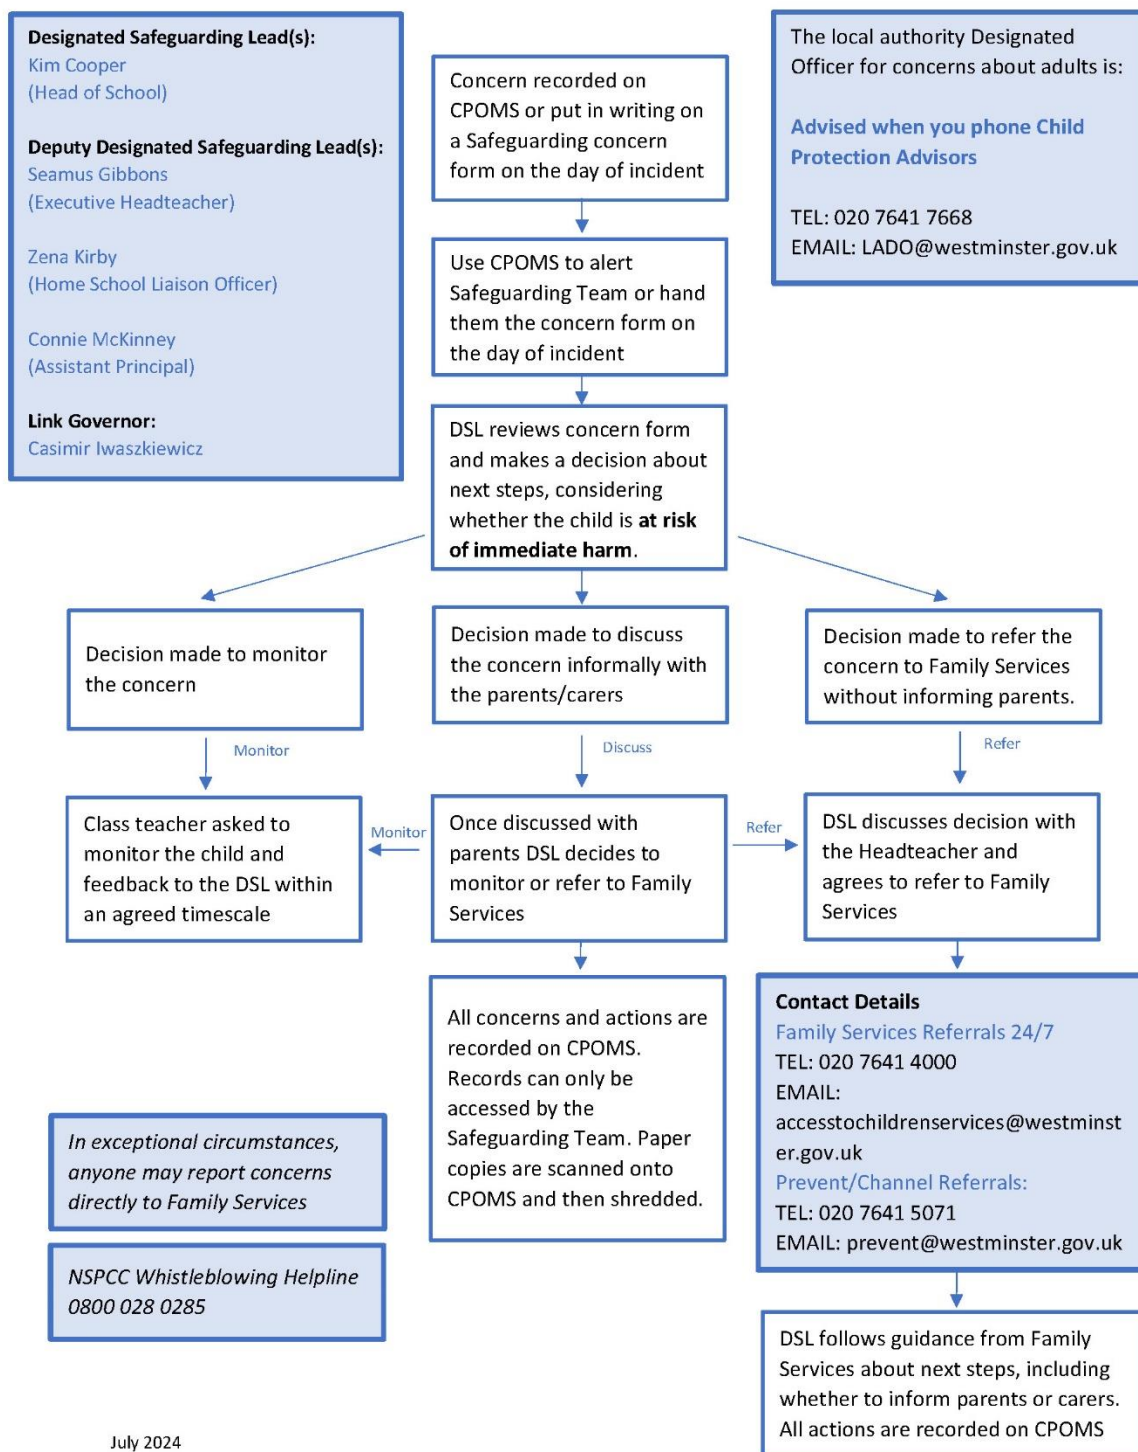 Designated Safeguarding Lead(s):
Kim Cooper
(Head of School)
Deputy Designated Safeguarding Lead(s):
Seamus Gibbons
(Executive Headteacher)
Zena Kirby
(Home School Liaison Officer)
Connie McKinney
(Assistant Principal)
Link Governor:
Casimir Iwaszkiewicz
Concern recorded on
CPOMS or put in writing on
a Safeguarding concern
form on the day of incident
The local authority Designated
Officer for concerns about adults is:
Advised when you phone Child
Protection Advisors
TEL: 020 7641 7668
EMAIL: LADO@westminster.gov.uk
Use CPOMS to alert
Safeguarding Team or hand
them the concern form on
the day of incident
DSL reviews concern form
and makes a decision about
next steps, considering
whether the child is at risk
of immediate harm.
Decision made to monitor
the concern
Decision made to discuss
the concern informally with
the parents/carers
Decision made to refer the
concern to Family Services
without informing parents.
Monitor
Discuss
Refer
Class teacher asked to
monitor the child and
feedback to the DSL within
an agreed timescale
Monitor
Once discussed with
parents DSL decides to
monitor or refer to Family
Services
Refer
DSL discusses decision with
the Headteacher and
agrees to refer to Family
Services
All concerns and actions are
recorded on CPOMS.
Records can only be
accessed by the
Safeguarding Team. Paper
copies are scanned onto
CPOMS and then shredded.
Contact Details
Family Services Referrals 24/7
TEL: 020 7641 4000
EMAIL:
accesstochildrenservices@westminst
er.gov.uk
Prevent/Channel Referrals:
TEL: 020 7641 5071
EMAIL: prevent@westminster.gov.uk
In exceptional circumstances,
anyone may report concerns
directly to Family Services
NSPCC Whistleblowing Helpline
0800 028 0285
DSL follows guidance from Family
Services about next steps, including
whether to inform parents or carers.
All actions are recorded on CPOMS
July 2024